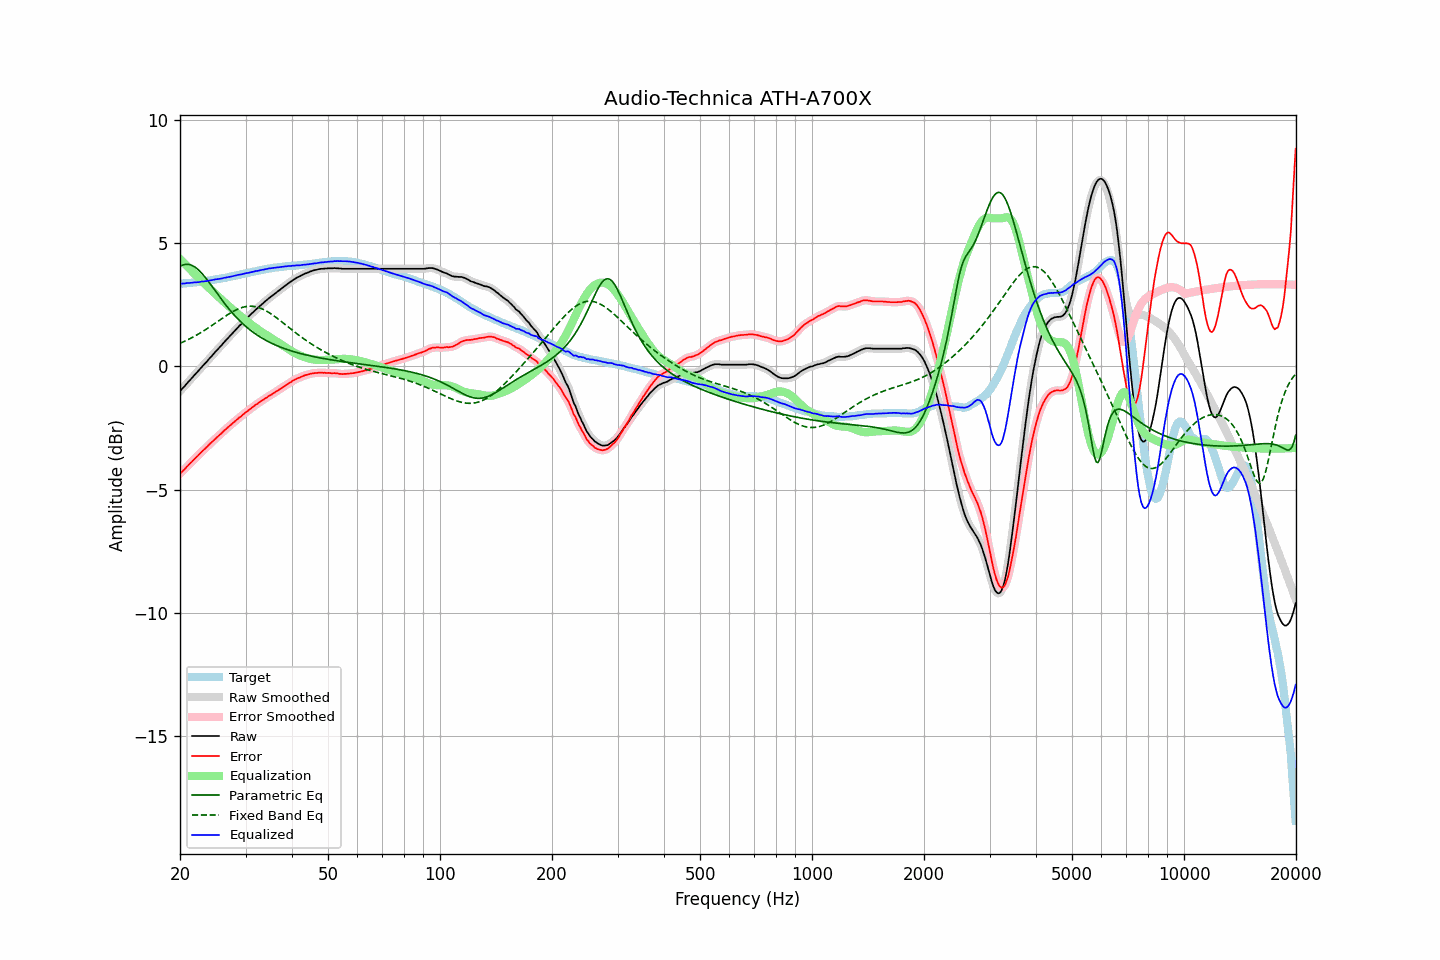 Audio-Technica ATH-A700X
10
5
0
−5
−10
−15
Amplitude (dBr)
Target
Raw Smoothed
Error Smoothed
Raw
Error
Equalization
Parametric Eq
Fixed Band Eq
Equalized
20 50 100 200 500 1000 2000 5000 10000 20000
Frequency (Hz)